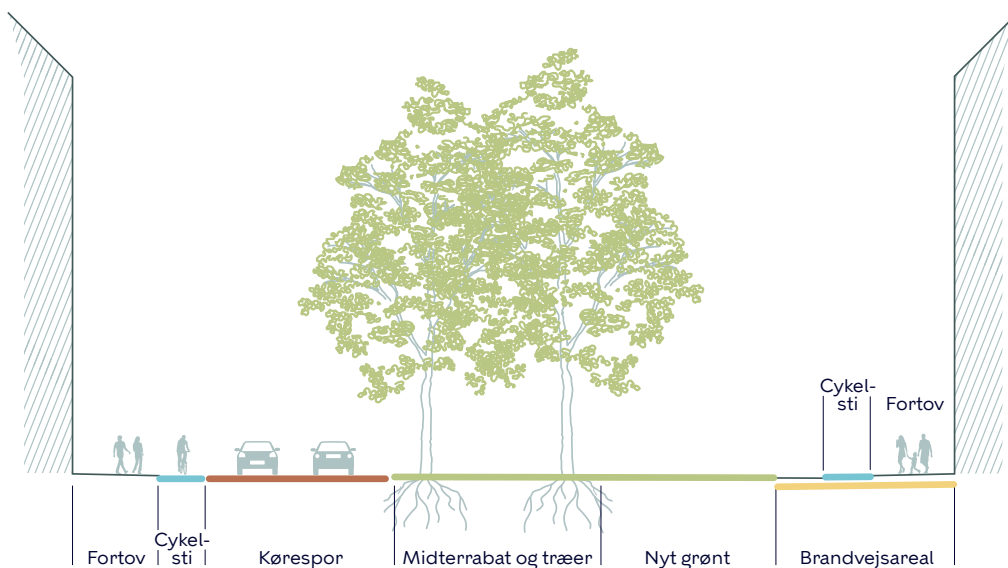 Cykel-
sti
Fortov
Fortov
Cykel-
sti
Kørespor
Midterrabat og træer
Nyt grønt
Brandvejsareal